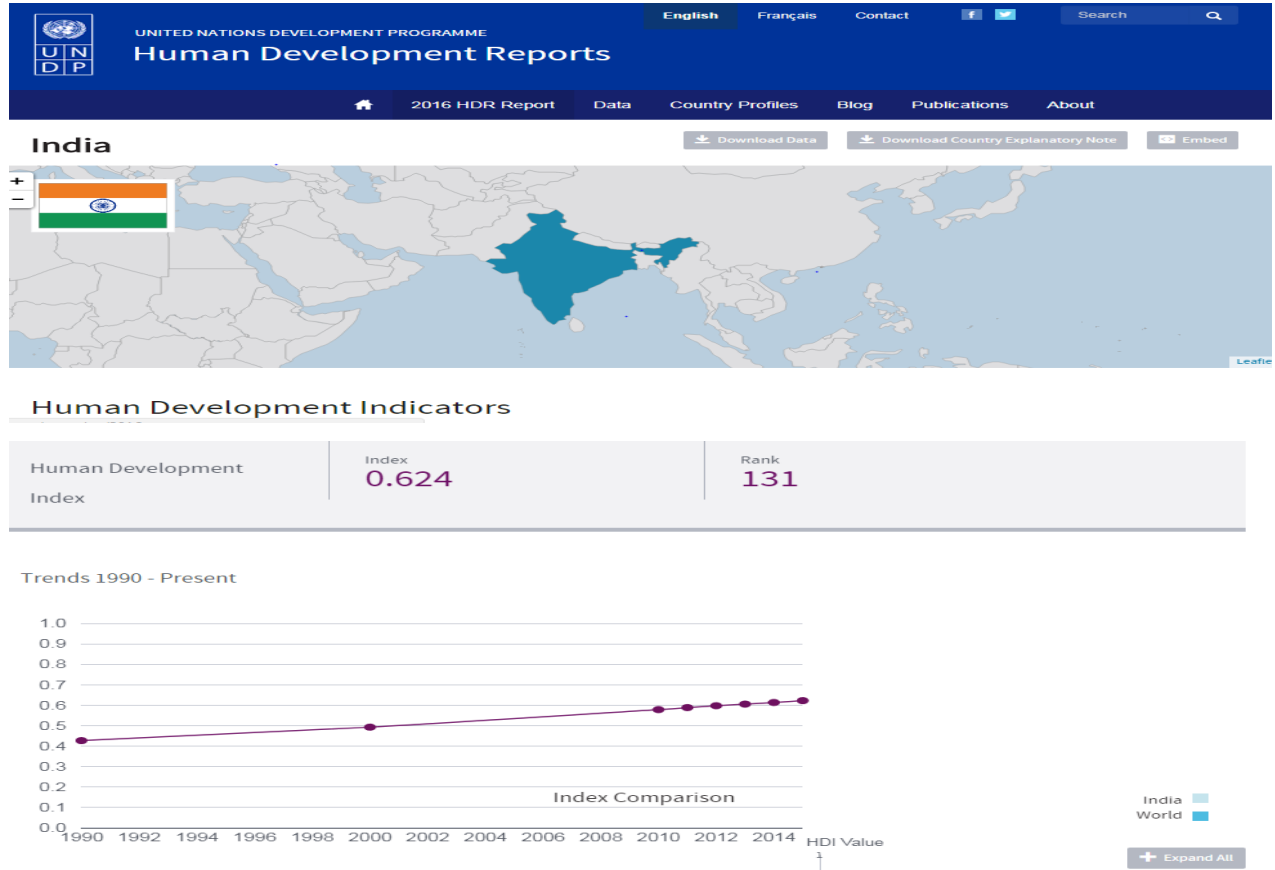 English Français Contact f Search
UNITED NATIONS DEVELOPMENT PROGRAMME
Human Development Reports
U N
D P
2016 HDR Report Data Country Profiles Blog Publications About
India
Download Data Download Country Explanatory Note Embed
+
−
Leafle
Human Development Indicators
Human Development
Index
Index
0.624
Rank
131
Trends 1990 - Present
1.0
0.9
0.8
0.7
0.6
0.5
0.4
0.3
0.2
0.1
0.0
Index Comparison
1990 1992 1994 1996 1998 2000 2002 2004 2006 2008 2010 2012 2014
HDI Value
1
India
World
+ Expand All